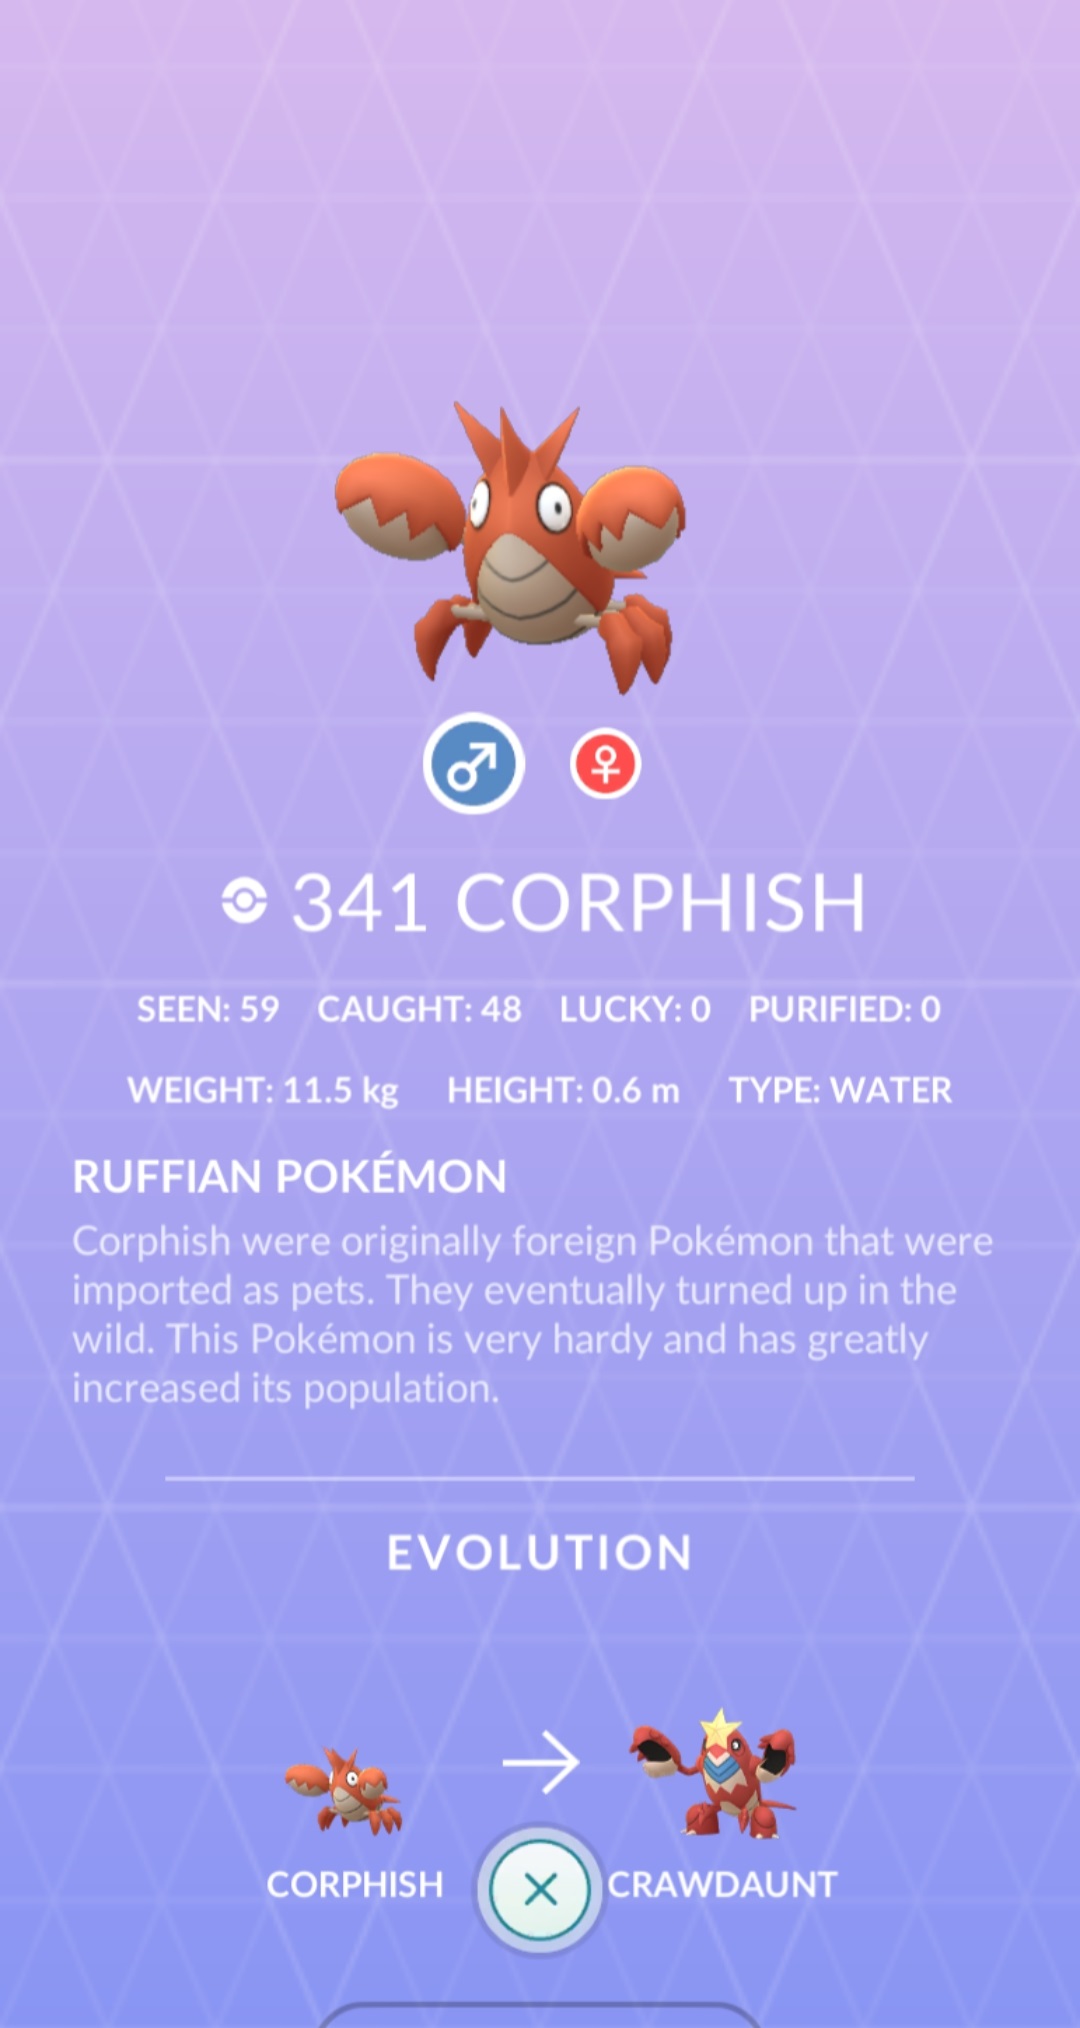 341 CORPHISH
SEEN: 59 CAUGHT: 48 LUCKY: 0 PURIFIED: 0
WEIGHT: 11.5 kg HEIGHT: 0.6 m TYPE: WATER
RUFFIAN POKÉMON
Corphish were originally foreign Pokémon that were
imported as pets. They eventually turned up in the
wild. This Pokémon is very hardy and has greatly
increased its population.
EVOLUTION
CORPHISH CRAWDAUNT